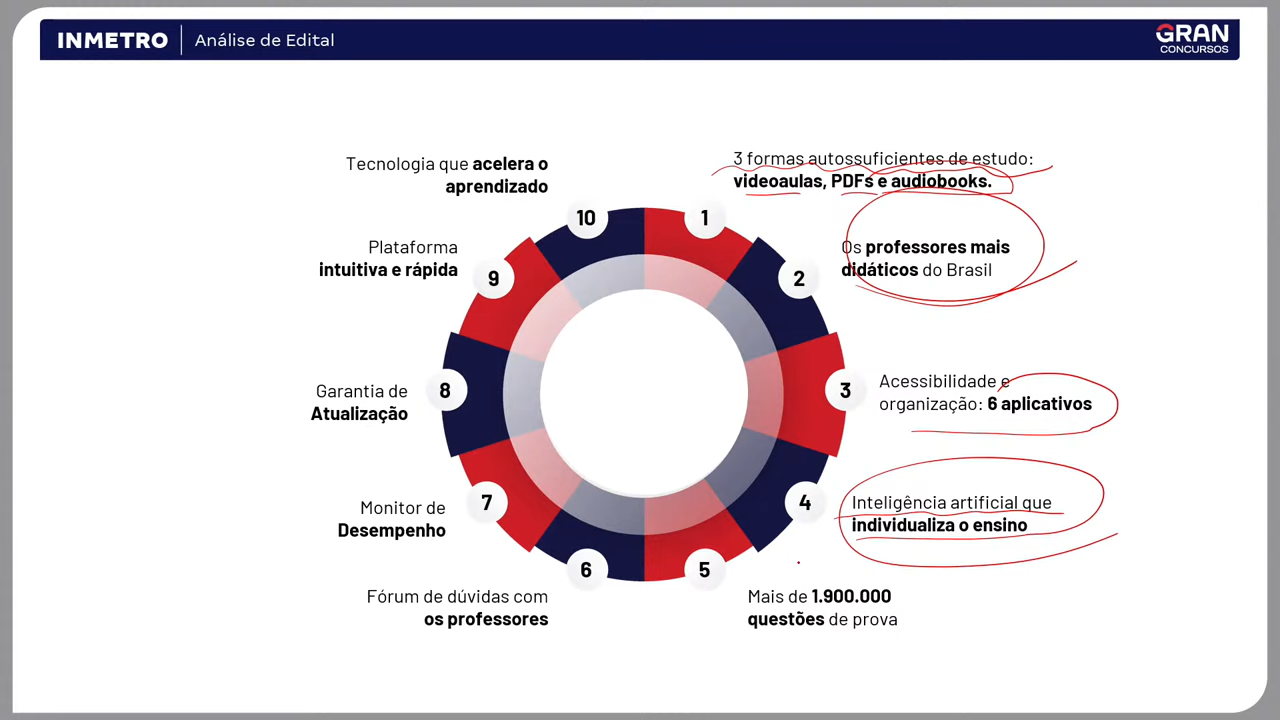 INMETRO
Análise de Edital
GRAN
CONCURSOS
3 formas autossuficientes de estudo:
videoaulas, PDFs e audiobooks.
1
Os professores mais
didáticos do Brasil
2
Acessibilidade e
organização: 6 aplicativos
3
Inteligência artificial que
individualiza o ensino
4
Mais de 1.900.000
questões de prova
5
Fórum de dúvidas com
os professores
6
Monitor de
Desempenho
7
Garantia de
Atualização
8
Plataforma
intuitiva e rápida
9
Tecnologia que acelera o
aprendizado
10